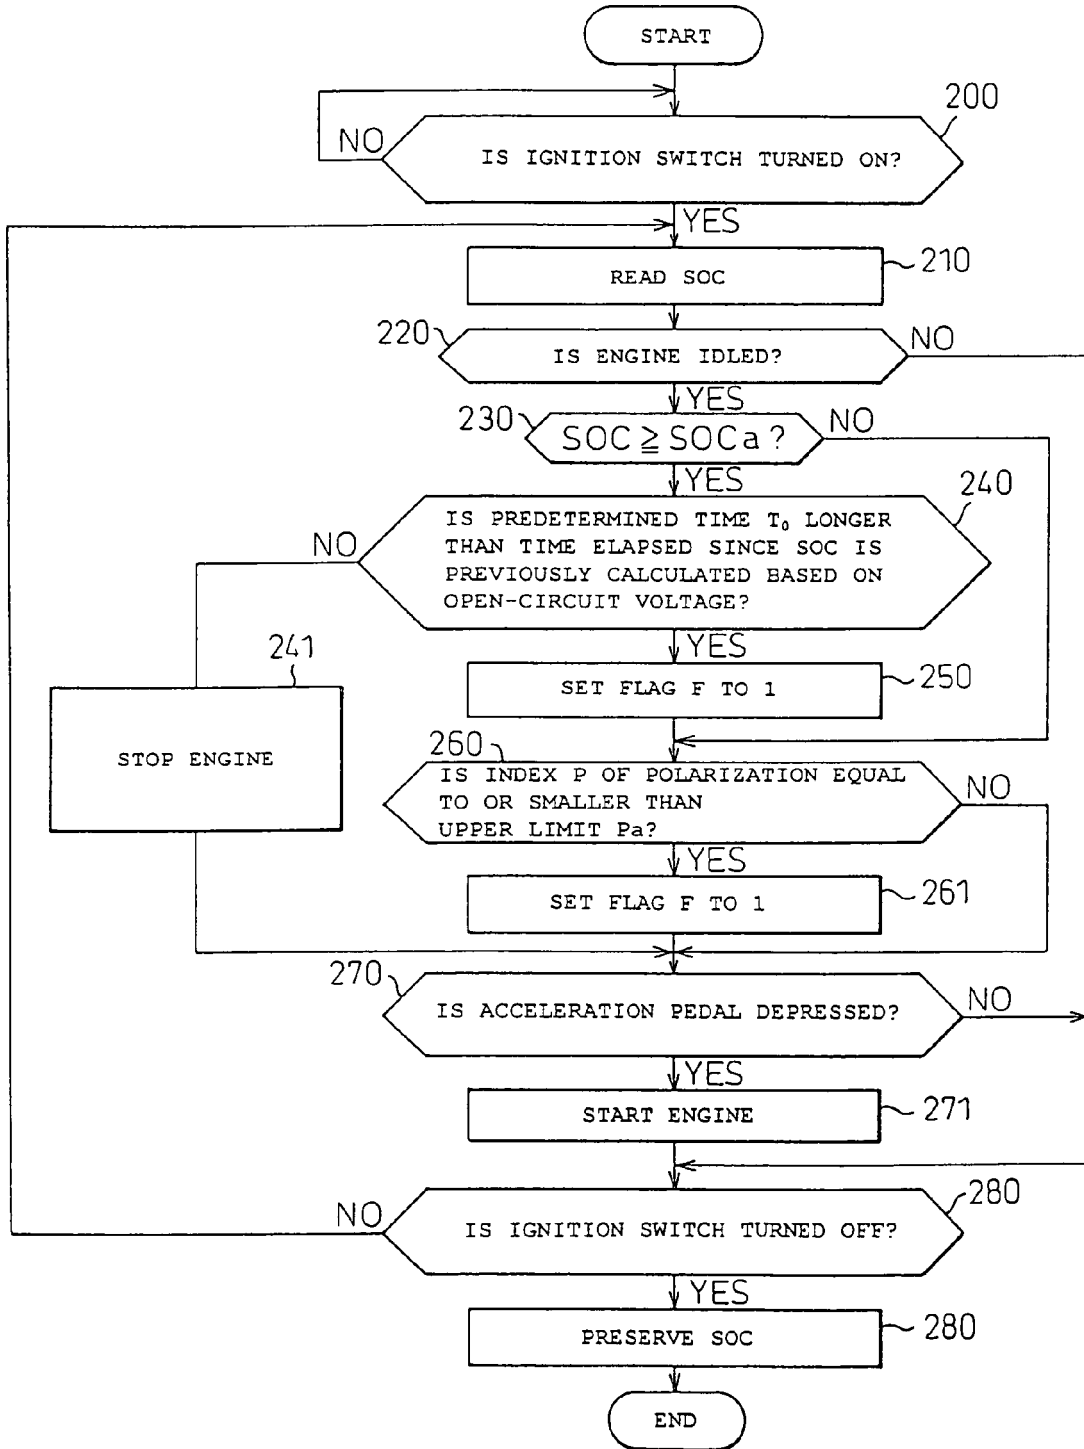 START
200
NO
IS IGNITION SWITCH TURNED ON?
YES
210
READ SOC
220
NO
IS ENGINE IDLED?
YES
230
NO
SOC ≧ SOCa ?
YES
240
NO
IS PREDETERMINED TIME T₀ LONGER
THAN TIME ELAPSED SINCE SOC IS
PREVIOUSLY CALCULATED BASED ON
OPEN-CIRCUIT VOLTAGE?
YES
241
250
SET FLAG F TO 1
STOP ENGINE
260
IS INDEX P OF POLARIZATION EQUAL
TO OR SMALLER THAN
UPPER LIMIT Pa?
NO
YES
261
SET FLAG F TO 1
270
NO
IS ACCELERATION PEDAL DEPRESSED?
YES
START ENGINE
271
280
NO
IS IGNITION SWITCH TURNED OFF?
YES
PRESERVE SOC
280
END